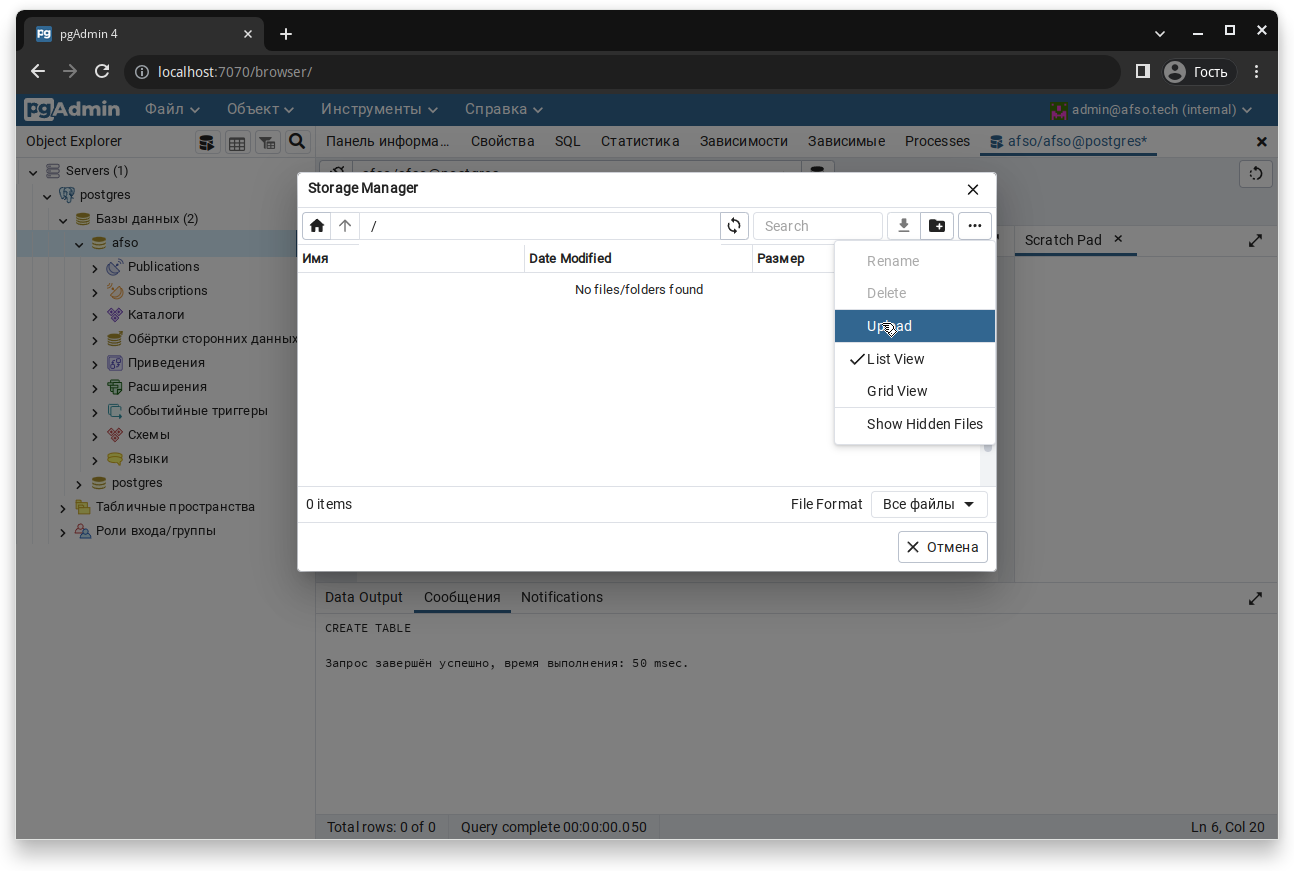 pgAdmin 4
localhost:7070/browser/
Гость
pgAdmin
Файл
Объект
Инструменты
Справка
admin@afso.tech (internal)
Object Explorer
Панель информа…
Свойства
SQL
Статистика
Зависимости
Зависимые
Processes
afso/afso@postgres*
Servers (1)
postgres
Базы данных (2)
afso
Publications
Subscriptions
Каталоги
Обёртки сторонних данных
Приведения
Расширения
Событийные триггеры
Схемы
Языки
postgres
Табличные пространства
Роли входа/группы
afso/afso@postgres
Scratch Pad
Storage Manager
/
Search
Имя
Date Modified
Размер
No files/folders found
Rename
Delete
Upload
List View
Grid View
Show Hidden Files
0 items
File Format
Все файлы
Отмена
Data Output
Сообщения
Notifications
CREATE TABLE
Запрос завершён успешно, время выполнения: 50 msec.
Total rows: 0 of 0
Query complete 00:00:00.050
Ln 6, Col 20